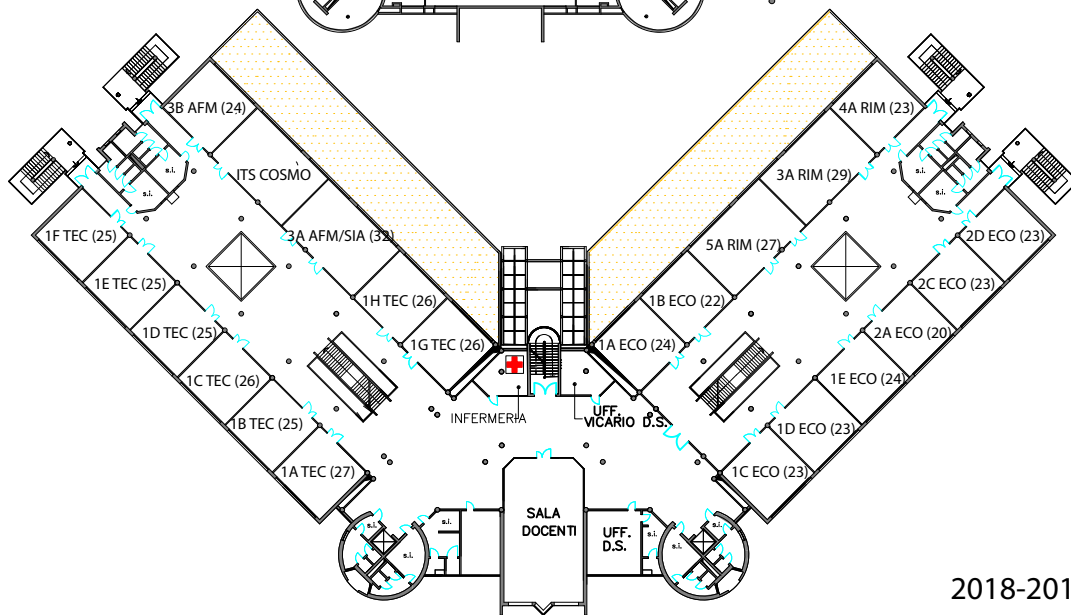 3B AFM (24)
ITS COSMO
3A AFM/SIA (32)
1H TEC (26)
1G TEC (26)
s.i.
s.i.
1F TEC (25)
1E TEC (25)
1D TEC (25)
1C TEC (26)
1B TEC (25)
1A TEC (27)
4A RIM (23)
3A RIM (29)
5A RIM (27)
1B ECO (22)
1A ECO (24)
s.i.
s.i.
2D ECO (23)
2C ECO (23)
2A ECO (20)
1E ECO (24)
1D ECO (23)
1C ECO (23)
INFERMERIA
UFF.
VICARIO D.S.
SALA
DOCENTI
UFF.
D.S.
s.i.
s.i.
s.i.
s.i.
s.i.
s.i.
2018-201